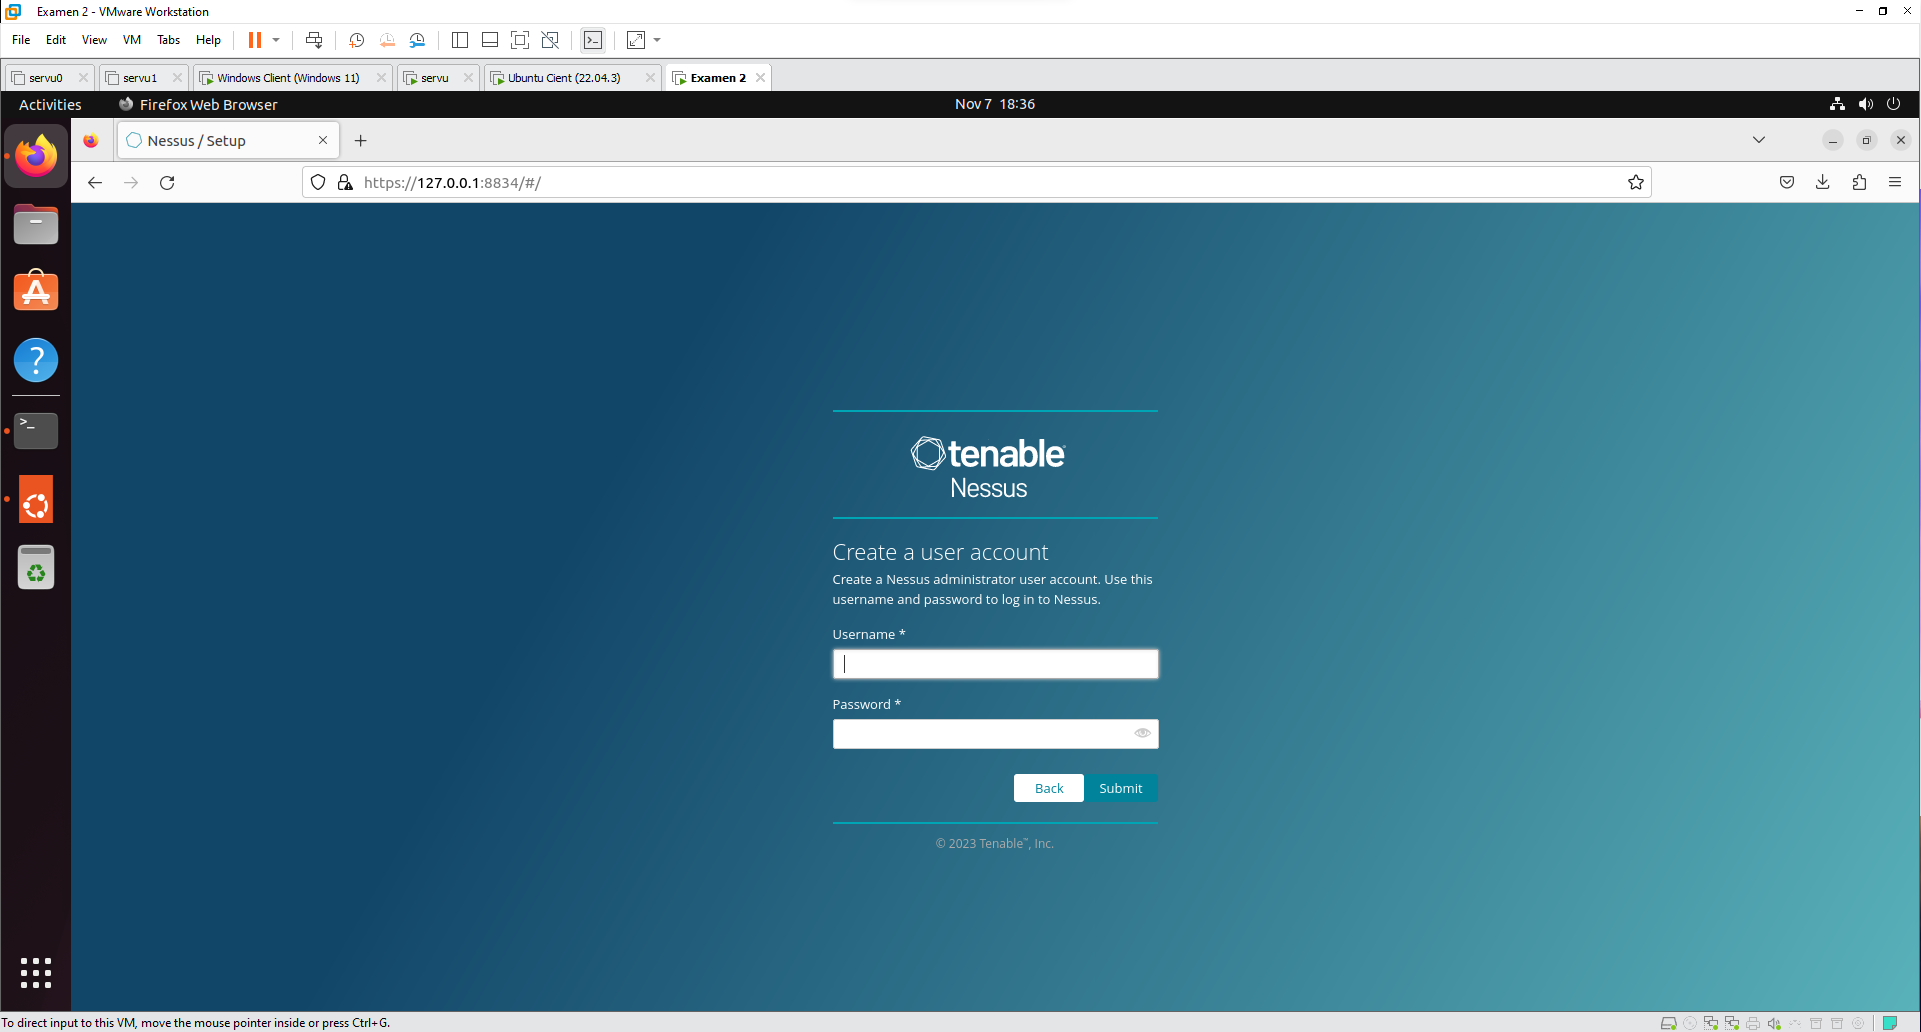 Examen 2 - VMware Workstation
File Edit View VM Tabs Help
servu0 servu1 Windows Client (Windows 11) servu Ubuntu Cient (22.04.3) Examen 2
Activities Firefox Web Browser Nov 7 18:36
Nessus / Setup
https://127.0.0.1:8834/#/
tenable
Nessus
Create a user account
Create a Nessus administrator user account. Use this
username and password to log in to Nessus.
Username *
Password *
Back Submit
© 2023 Tenable™, Inc.
To direct input to this VM, move the mouse pointer inside or press Ctrl+G.